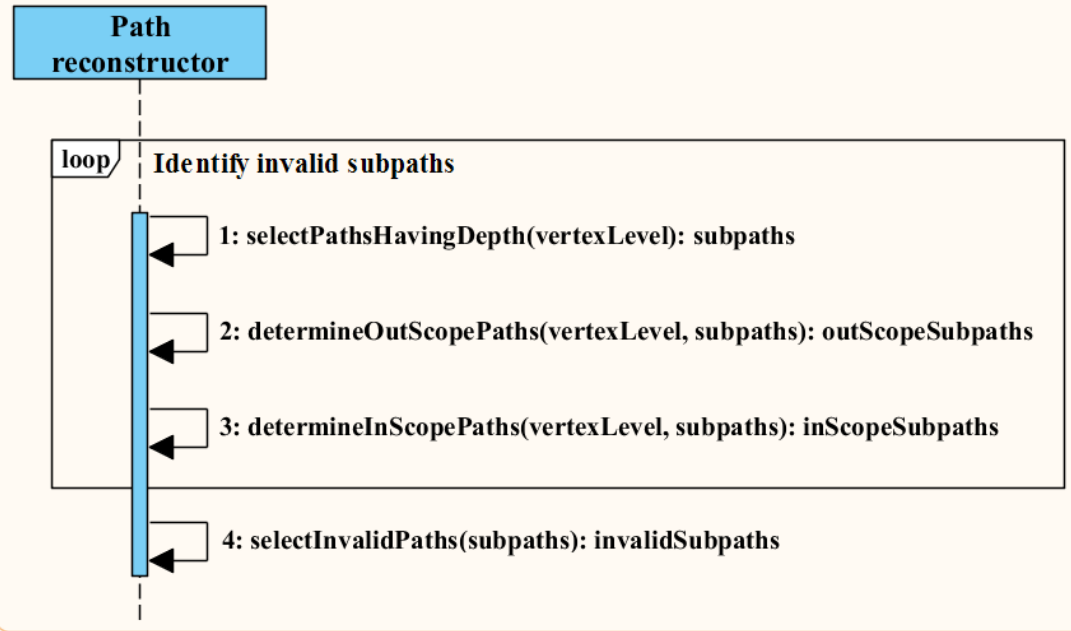 Path
reconstructor
loop
Identify invalid subpaths
1: selectPathsHavingDepth(vertexLevel): subpaths
2: determineOutScopePaths(vertexLevel, subpaths): outScopeSubpaths
3: determineInScopePaths(vertexLevel, subpaths): inScopeSubpaths
4: selectInvalidPaths(subpaths): invalidSubpaths